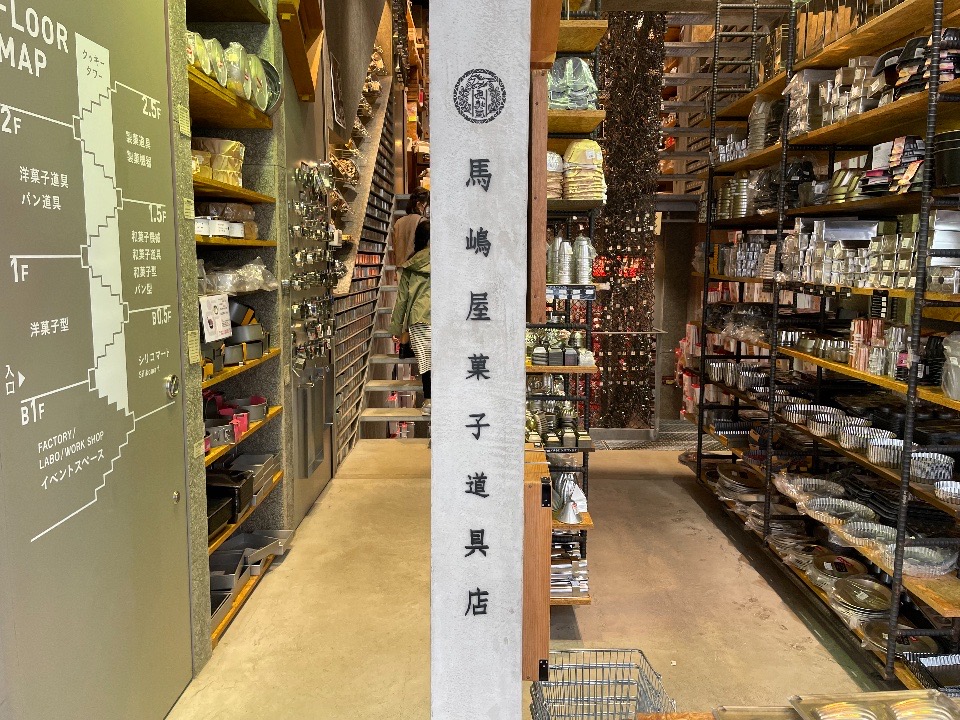 FLOOR
MAP
クッキー
タワー
2.5F
製菓道具
製菓機械
2F
洋菓子道具
パン道具
1.5F
和菓子機械
和菓子道具
和菓子型
パン型
1F
洋菓子型
B0.5F
シリコマート
入口
B1F
FACTORY/
LABO/WORK SHOP
イベントスペース
馬嶋屋菓子道具店